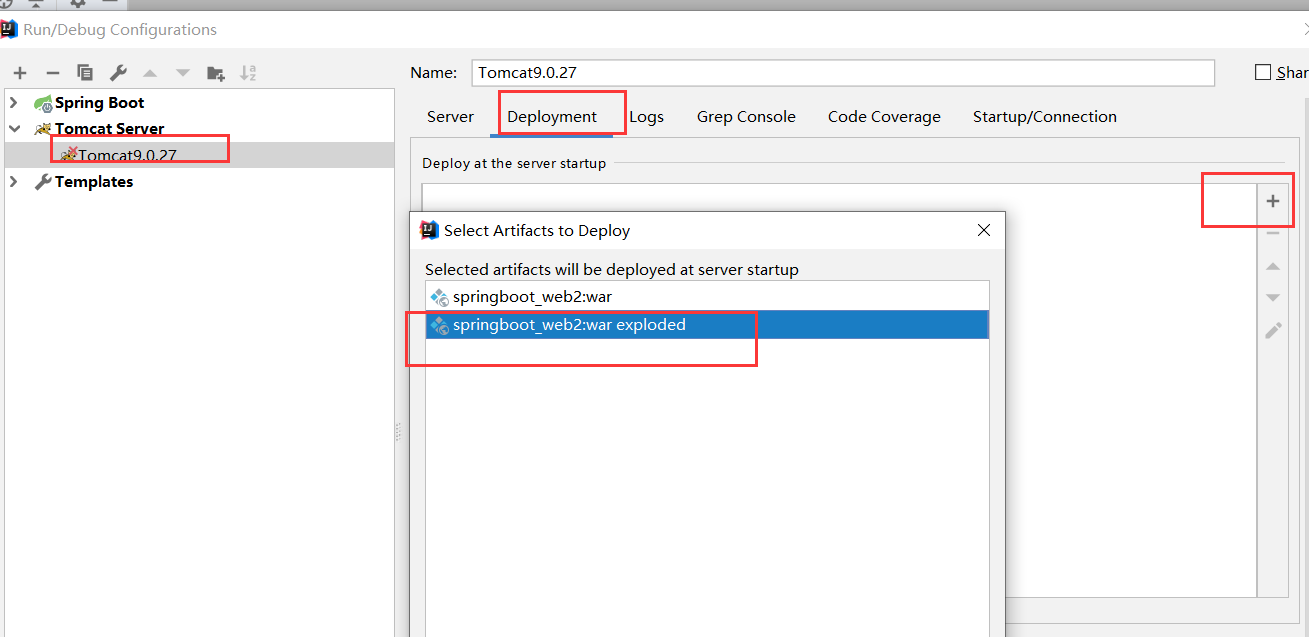 Run/Debug Configurations
Name: Tomcat9.0.27
Spring Boot
Tomcat Server
Tomcat9.0.27
Templates
Server Deployment Logs Grep Console Code Coverage Startup/Connection
Deploy at the server startup
Select Artifacts to Deploy
Selected artifacts will be deployed at server startup
springboot_web2:war
springboot_web2:war exploded